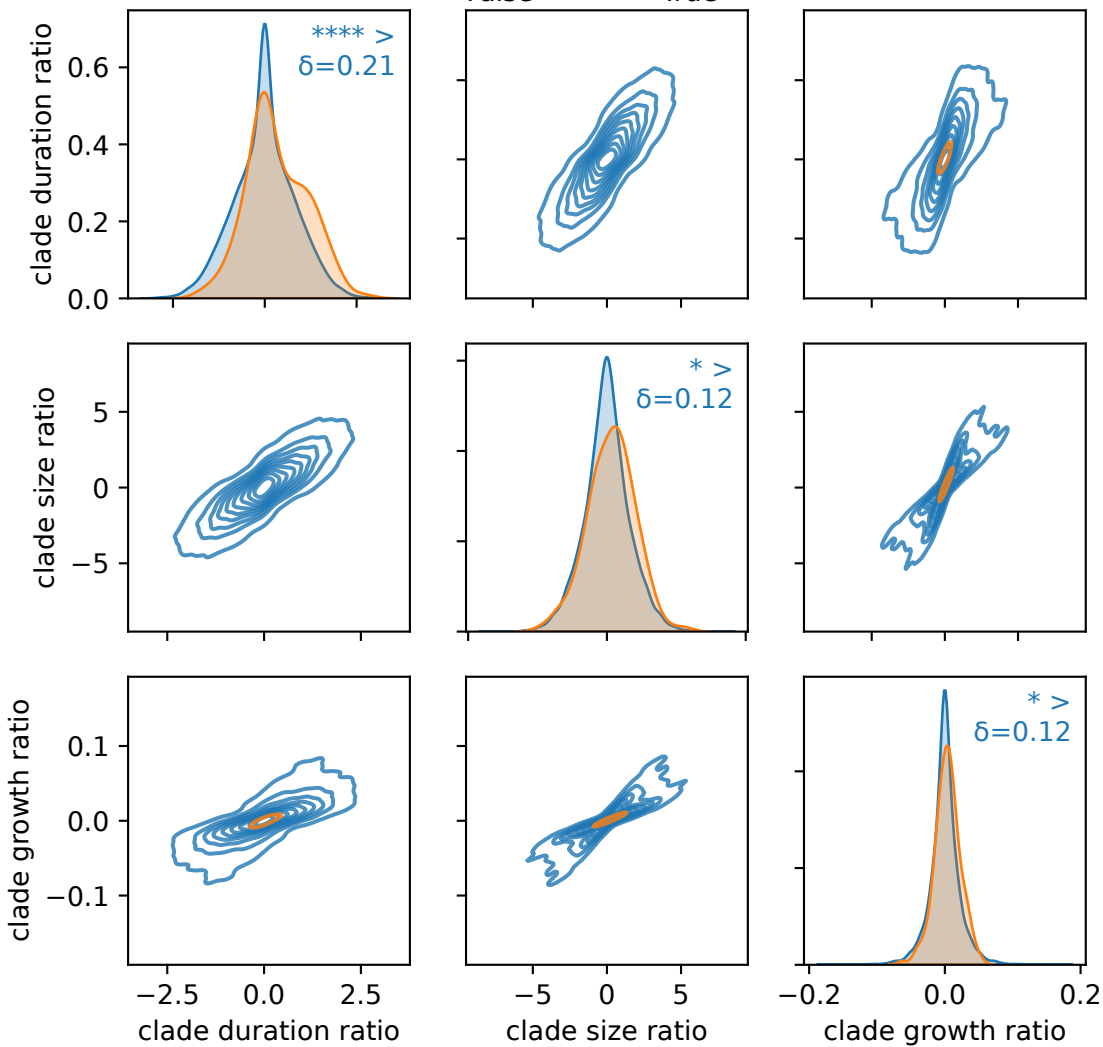 clade duration ratio
0.6
0.4
0.2
0.0
**** >
δ=0.21
clade size ratio
5
0
−5
* >
δ=0.12
clade growth ratio
0.1
0.0
−0.1
* >
δ=0.12
−2.5 0.0 2.5
−5 0 5
−0.2 0.0 0.2
clade duration ratio
clade size ratio
clade growth ratio